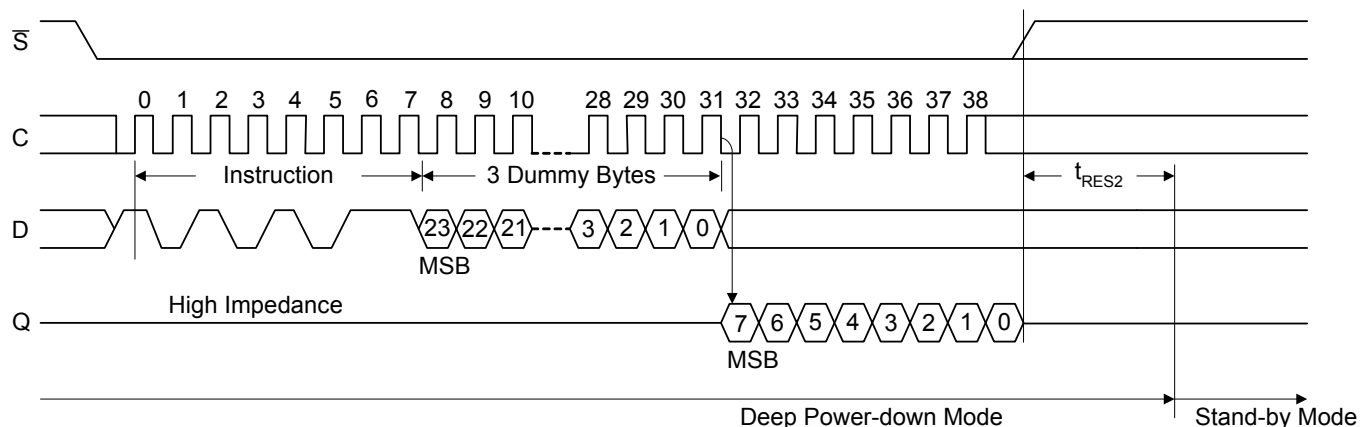 S
0 1 2 3 4 5 6 7 8 9 10 28 29 30 31 32 33 34 35 36 37 38
C
Instruction 3 Dummy Bytes tRES2
D 23 22 21 3 2 1 0
MSB
High Impedance
Q 7 6 5 4 3 2 1 0
MSB
Deep Power-down Mode Stand-by Mode